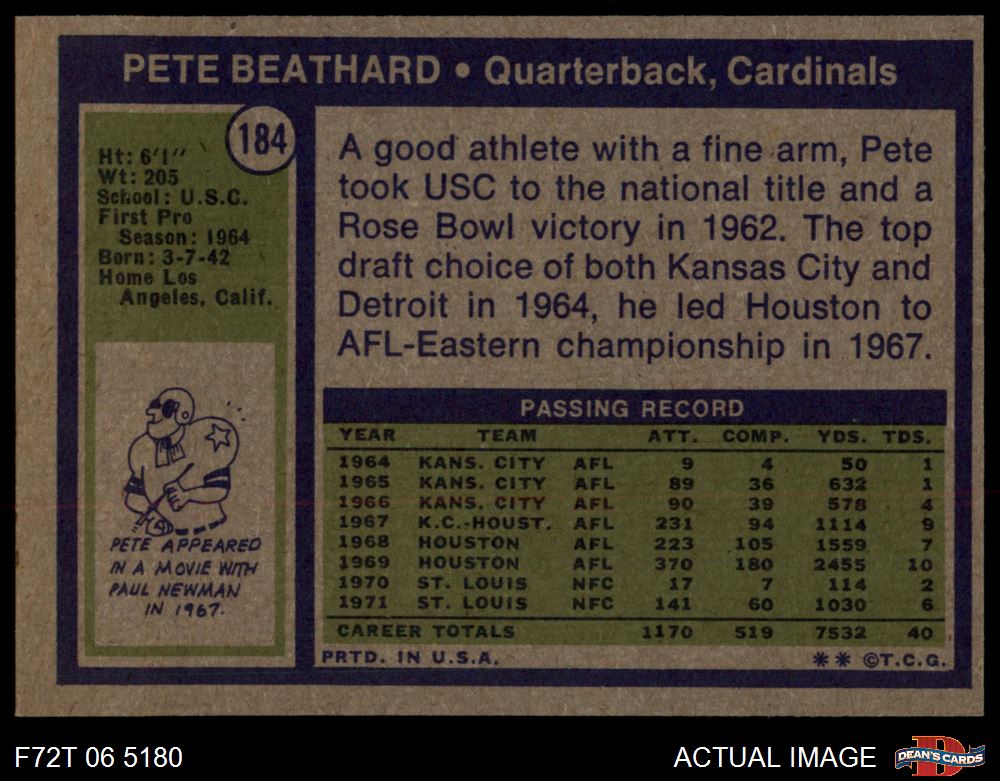 PETE BEATHARD • Quarterback, Cardinals
184
Ht: 6'1''
Wt: 205
School: U.S.C.
First Pro
Season: 1964
Born: 3-7-42
Home Los
Angeles, Calif.
PETE APPEARED
IN A MOVIE WITH
PAUL NEWMAN
IN 1967.
A good athlete with a fine arm, Pete
took USC to the national title and a
Rose Bowl victory in 1962. The top
draft choice of both Kansas City and
Detroit in 1964, he led Houston to
AFL-Eastern championship in 1967.
PASSING RECORD
YEAR TEAM ATT. COMP. YDS. TDS.
1964 KANS. CITY AFL 9 4 50 1
1965 KANS. CITY AFL 89 36 632 1
1966 KANS. CITY AFL 90 39 578 4
1967 K.C.-HOUST. AFL 231 94 1114 9
1968 HOUSTON AFL 223 105 1559 7
1969 HOUSTON AFL 370 180 2455 10
1970 ST. LOUIS NFC 17 7 114 2
1971 ST. LOUIS NFC 141 60 1030 6
CAREER TOTALS 1170 519 7532 40
PRTD. IN U.S.A. ** ©T.C.G.
F72T 06 5180 ACTUAL IMAGE
D
DEAN'S CARDS